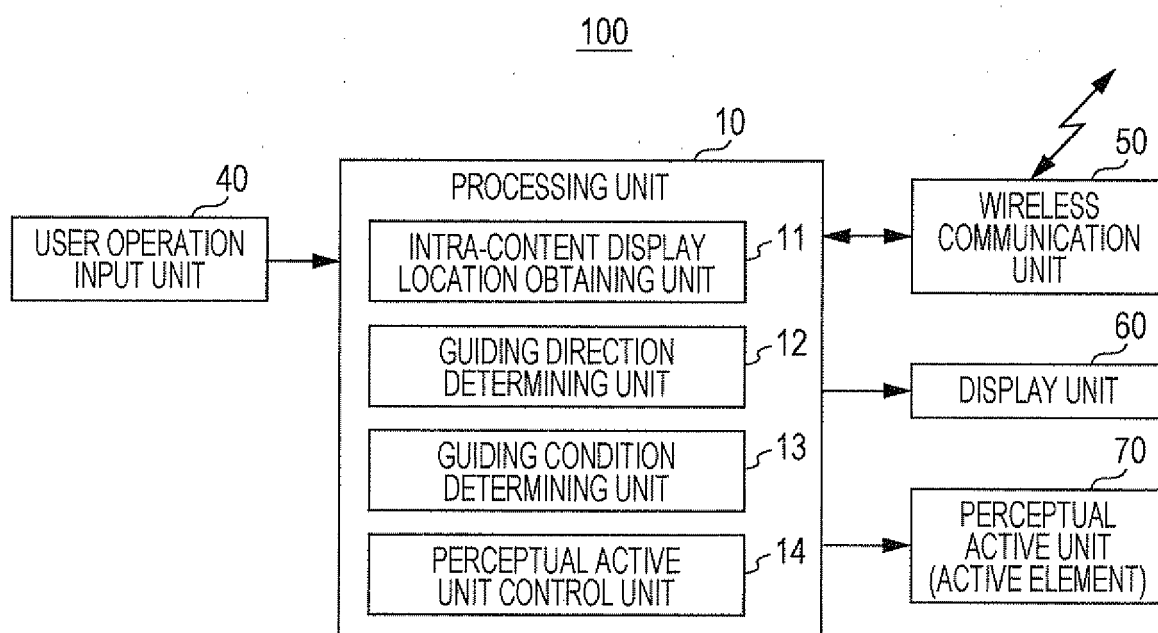 100
10
PROCESSING UNIT
40
USER OPERATION
INPUT UNIT
INTRA-CONTENT DISPLAY
LOCATION OBTAINING UNIT
11
GUIDING DIRECTION
DETERMINING UNIT
12
GUIDING CONDITION
DETERMINING UNIT
13
PERCEPTUAL ACTIVE
UNIT CONTROL UNIT
14
50
WIRELESS
COMMUNICATION
UNIT
60
DISPLAY UNIT
70
PERCEPTUAL
ACTIVE UNIT
(ACTIVE ELEMENT)